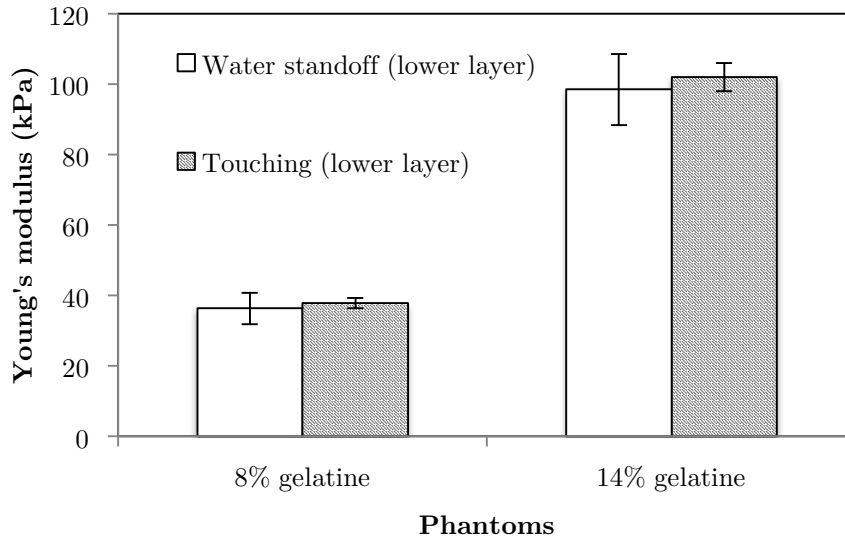 120
100
80
60
40
20
0
Young's modulus (kPa)
Water standoff (lower layer)
Touching (lower layer)
8% gelatine
14% gelatine
Phantoms